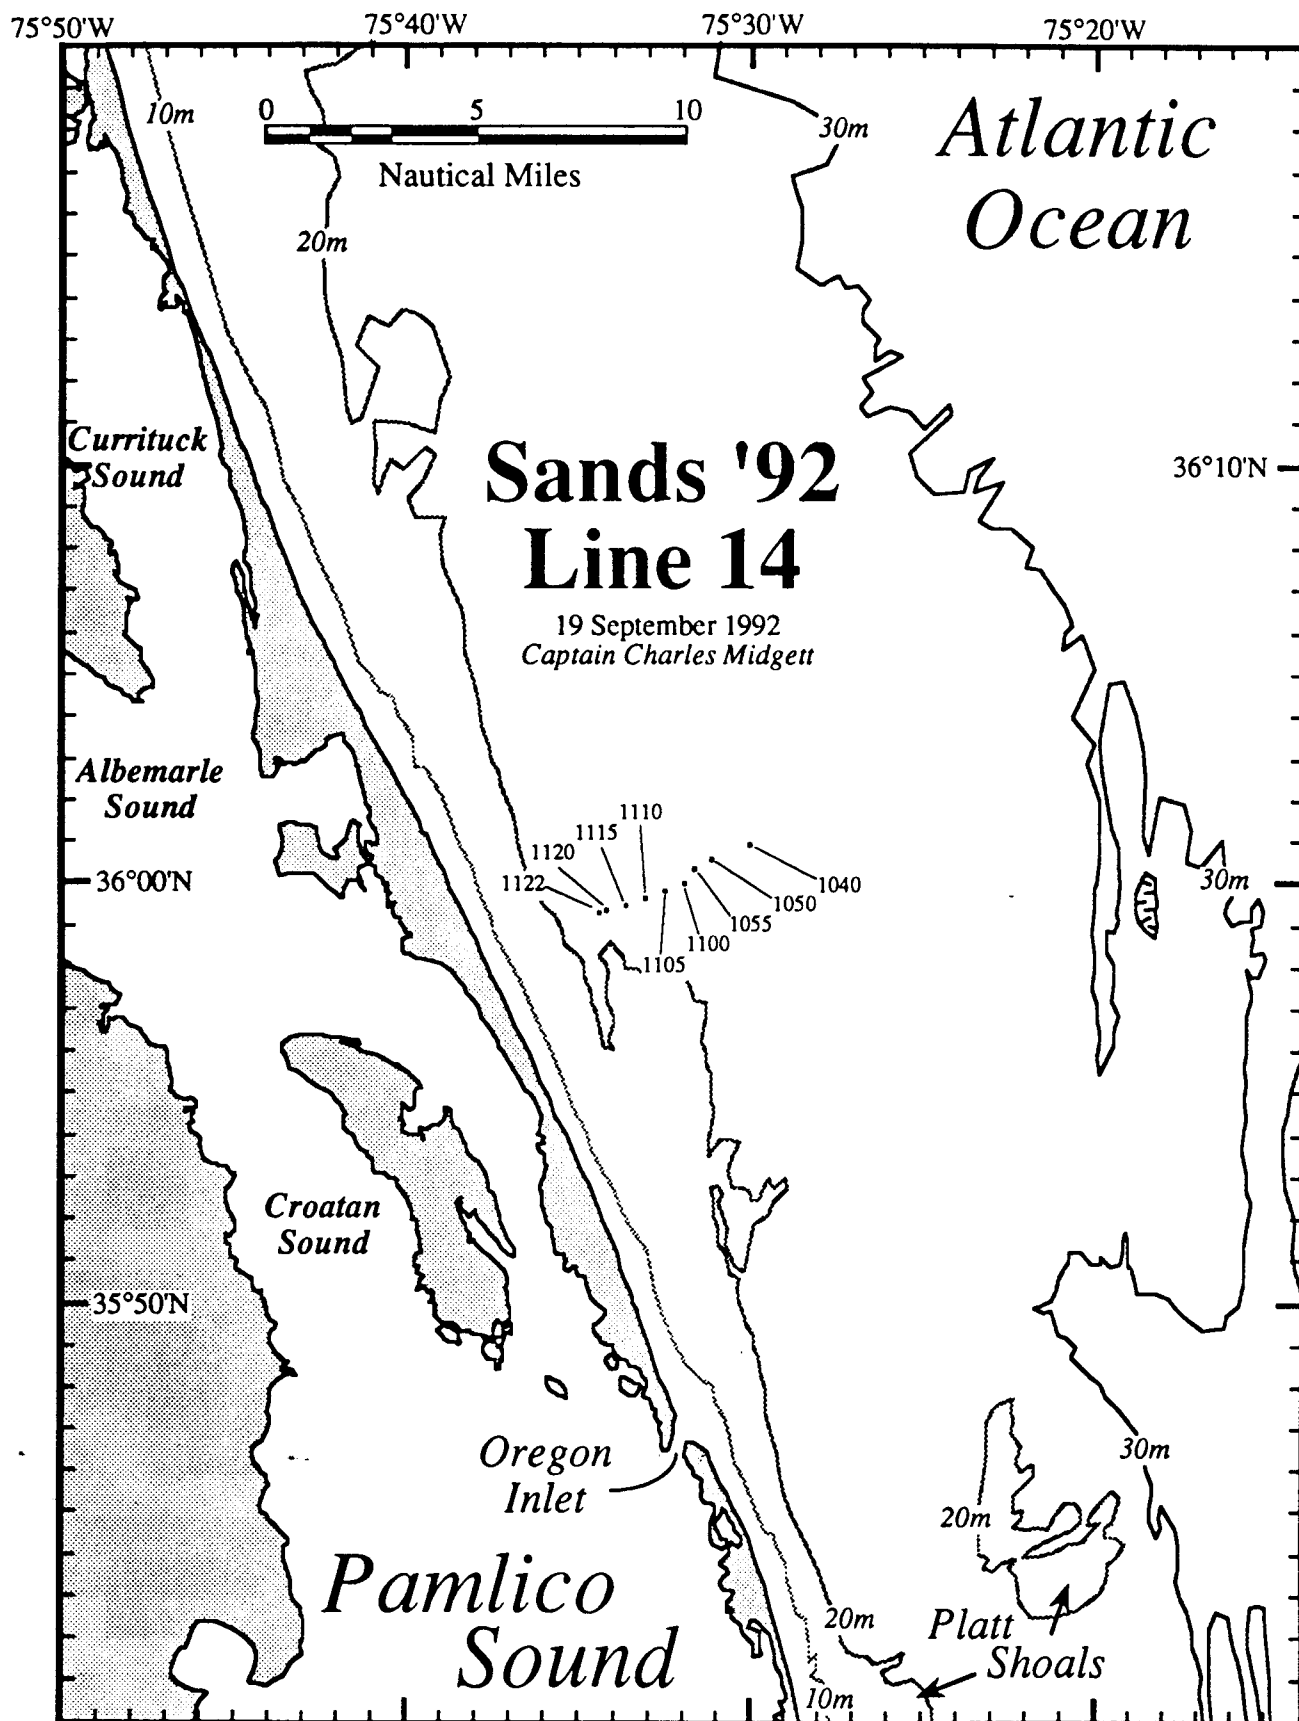 75°50'W
75°40'W
75°30'W
75°20'W
10m
0 5 10
Nautical Miles
30m
Atlantic
Ocean
20m
Currituck
Sound
Sands '92
Line 14
19 September 1992
Captain Charles Midgett
36°10'N
Albemarle
Sound
1110
1115
1120
1122
1040
1050
1055
1100
1105
36°00'N
30m
Croatan
Sound
35°50'N
Oregon
Inlet
30m
20m
Pamlico
Sound
20m
Platt
Shoals
10m